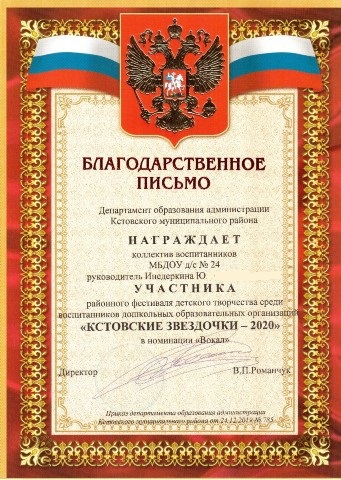 БЛАГОДАРСТВЕННОЕ
ПИСЬМО
Департамент образования администрации
Кстовского муниципального района
НАГРАЖДАЕТ
коллектив воспитанников
МБДОУ д/с № 24
руководитель Инедеркина Ю.
УЧАСТНИКА
районного фестиваля детского творчества среди
воспитанников дошкольных образовательных организаций
«КСТОВСКИЕ ЗВЕЗДОЧКИ – 2020»
в номинации «Вокал»
Директор В.П.Романчук
Приказ департамента образования администрации
Кстовского муниципального района от 24.12.2019 № 785